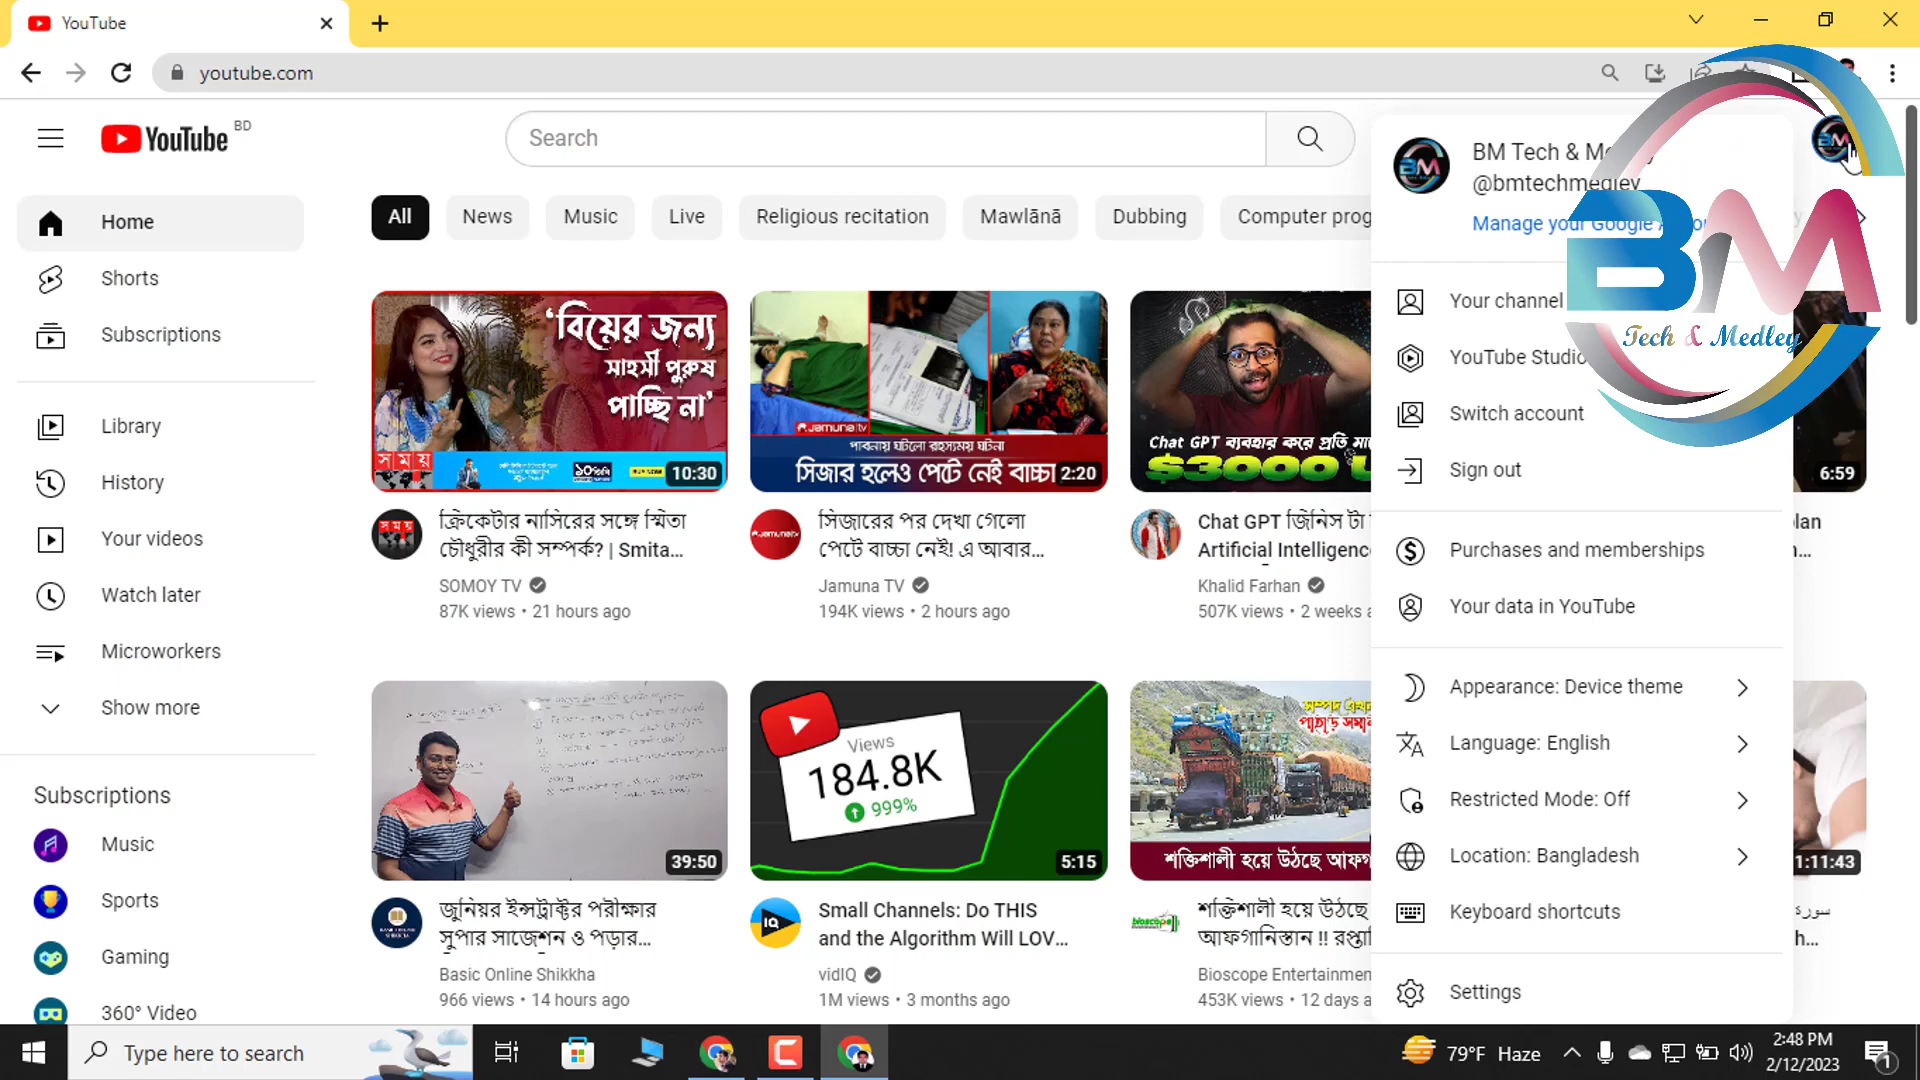 YouTube
youtube.com
YouTube BD
Search
BM Tech &
@bmtechmedley
Manage your Google
BM
Tech & Medley
Home
Shorts
Subscriptions
Library
History
Your videos
Watch later
Microworkers
Show more
Subscriptions
Music
Sports
Gaming
360° Video
All
News
Music
Live
Religious recitation
Mawlānā
Dubbing
Computer prog
'বিয়ের জন্য
সাহসী পুরুষ
পাচ্ছি না'
সময়
10:30
ক্রিকেটার নাসিরের সঙ্গে স্মিতা
চৌধুরীর কী সম্পর্ক? | Smita...
SOMOY TV
87K views • 21 hours ago
Jamuna tv
পাবনায় ঘটলো রহস্যময় ঘটনা
সিজার হলেও পেটে নেই বাচ্চা
2:20
সিজারের পর দেখা গেলো
পেটে বাচ্চা নেই! এ আবার...
Jamuna TV
194K views • 2 hours ago
Chat GPT ব্যবহার করে প্রতি
$3000
Chat GPT জিনিস টা
Artificial Intelligence
Khalid Farhan
507K views • 2 weeks
6:59
39:50
জুনিয়র ইন্সট্রাক্টর পরীক্ষার
সুপার সাজেশন ও পড়ার...
Basic Online Shikkha
966 views • 14 hours ago
Views
184.8K
999%
5:15
IQ
Small Channels: Do THIS
and the Algorithm Will LOV...
vidIQ
1M views • 3 months ago
শক্তিশালী হয়ে উঠছে
bioscope
শক্তিশালী হয়ে উঠছে
আফগানিস্তান !!
Bioscope Entertainmen
453K views • 12 days
1:11:43
سورة
Your channel
YouTube Studio
Switch account
Sign out
Purchases and memberships
Your data in YouTube
Appearance: Device theme
Language: English
Restricted Mode: Off
Location: Bangladesh
Keyboard shortcuts
Settings
Type here to search
79°F Haze
2:48 PM
2/12/2023
1